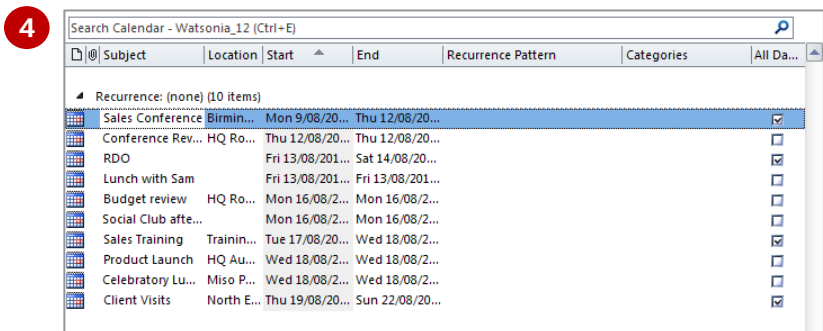 4
Search Calendar - Watsonia_12 (Ctrl+E)
Subject Location Start End Recurrence Pattern Categories All Da...
Recurrence: (none) (10 items)
Sales Conference Birmin... Mon 9/08/20... Thu 12/08/20...
Conference Rev... HQ Ro... Thu 12/08/20... Thu 12/08/20...
RDO Fri 13/08/201... Sat 14/08/20...
Lunch with Sam Fri 13/08/201... Fri 13/08/201...
Budget review HQ Ro... Mon 16/08/2... Mon 16/08/2...
Social Club afte... Mon 16/08/2... Mon 16/08/2...
Sales Training Trainin... Tue 17/08/20... Wed 18/08/2...
Product Launch HQ Au... Wed 18/08/2... Wed 18/08/2...
Celebratory Lu... Miso P... Wed 18/08/2... Wed 18/08/2...
Client Visits North E... Thu 19/08/20... Sun 22/08/20...